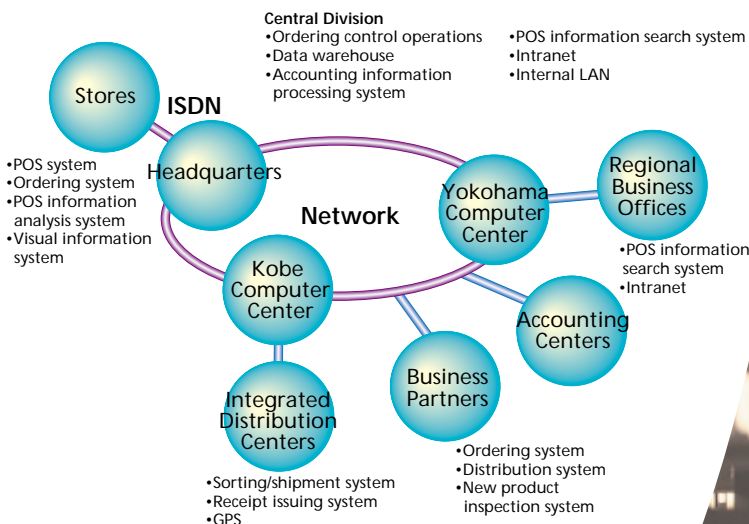 Central Division
•Ordering control operations
•Data warehouse
•Accounting information
processing system
•POS information search system
•Intranet
•Internal LAN
Stores
ISDN
Headquarters
•POS system
•Ordering system
•POS information
analysis system
•Visual information
system
Network
Yokohama
Computer
Center
Regional
Business
Offices
•POS information
search system
•Intranet
Kobe
Computer
Center
Accounting
Centers
Business
Partners
Integrated
Distribution
Centers
•Ordering system
•Distribution system
•New product
inspection system
•Sorting/shipment system
•Receipt issuing system
•GPS